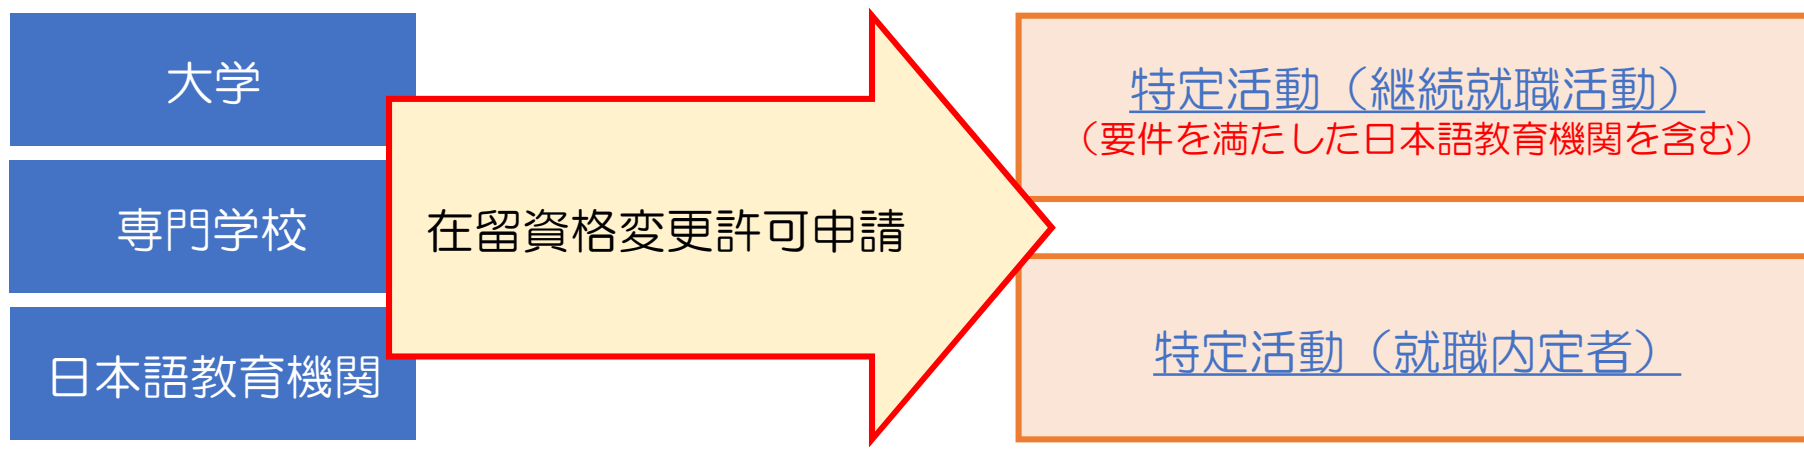 大学
専門学校
日本語教育機関
在留資格変更許可申請
特定活動（継続就職活動）
（要件を満たした日本語教育機関を含む）
特定活動（就職内定者）